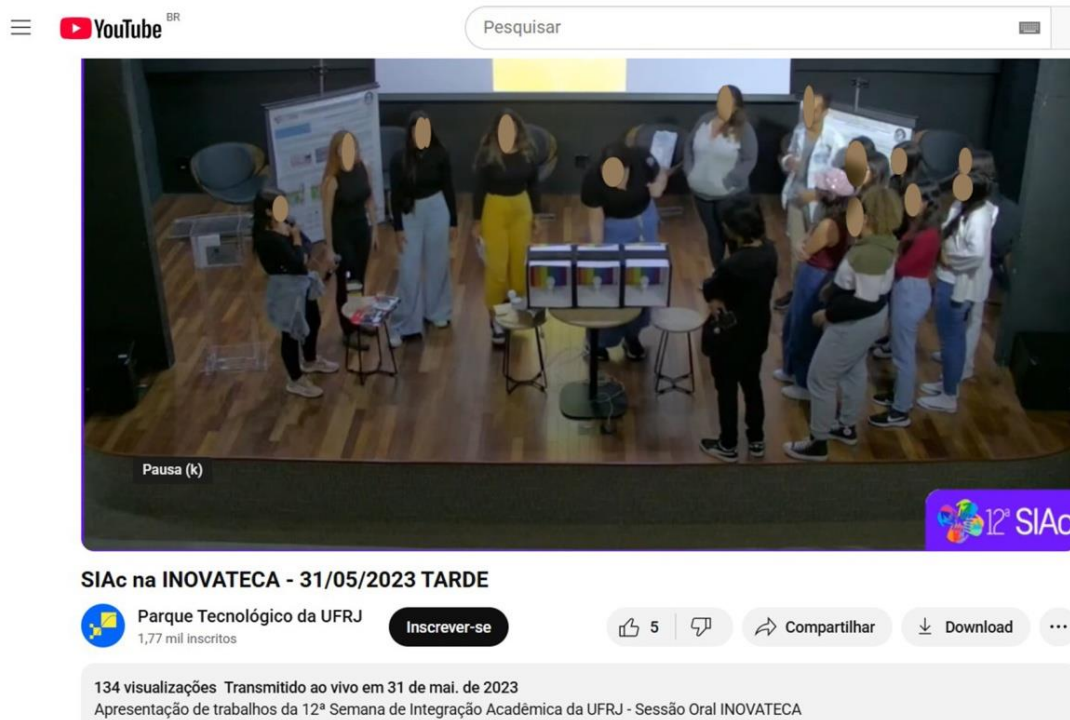 YouTube BR
Pesquisar
Pausa (k)
12ª SIAc
SIAc na INOVATECA - 31/05/2023 TARDE
Parque Tecnológico da UFRJ
1,77 mil inscritos
Inscrever-se
5
Compartilhar
Download
134 visualizações Transmitido ao vivo em 31 de mai. de 2023
Apresentação de trabalhos da 12ª Semana de Integração Acadêmica da UFRJ - Sessão Oral INOVATECA